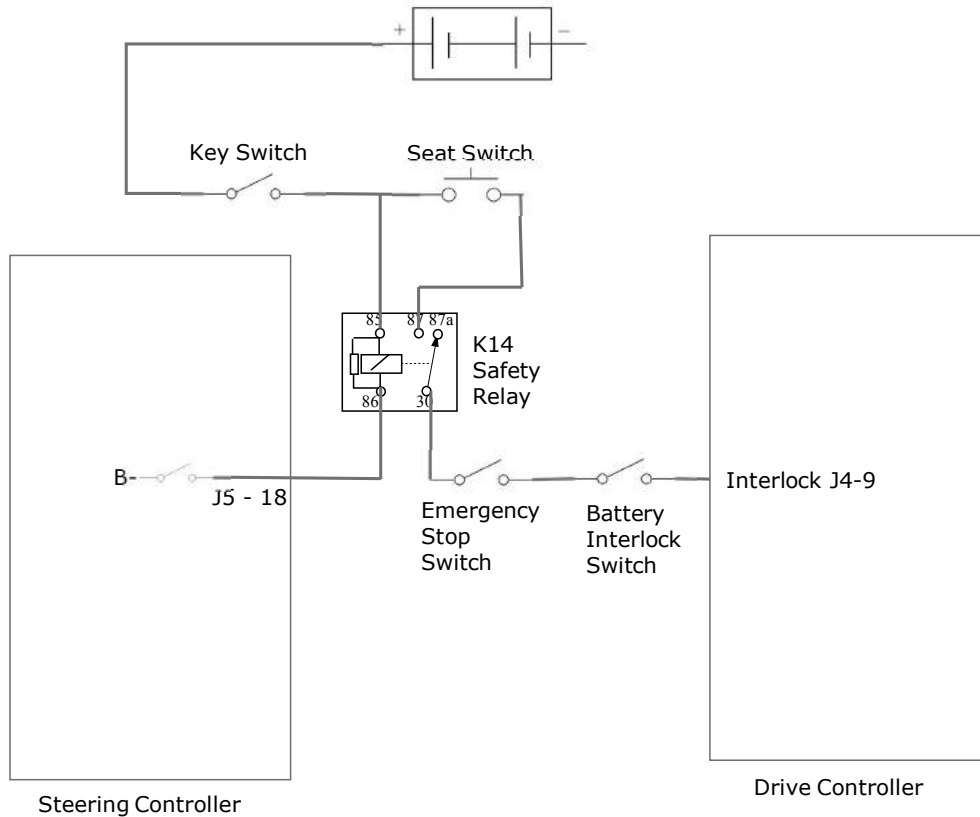 +
–
Key Switch
Seat Switch
85
87
87a
K14
Safety
Relay
86
30
B-
J5 - 18
Interlock J4-9
Emergency
Stop
Switch
Battery
Interlock
Switch
Steering Controller
Drive Controller